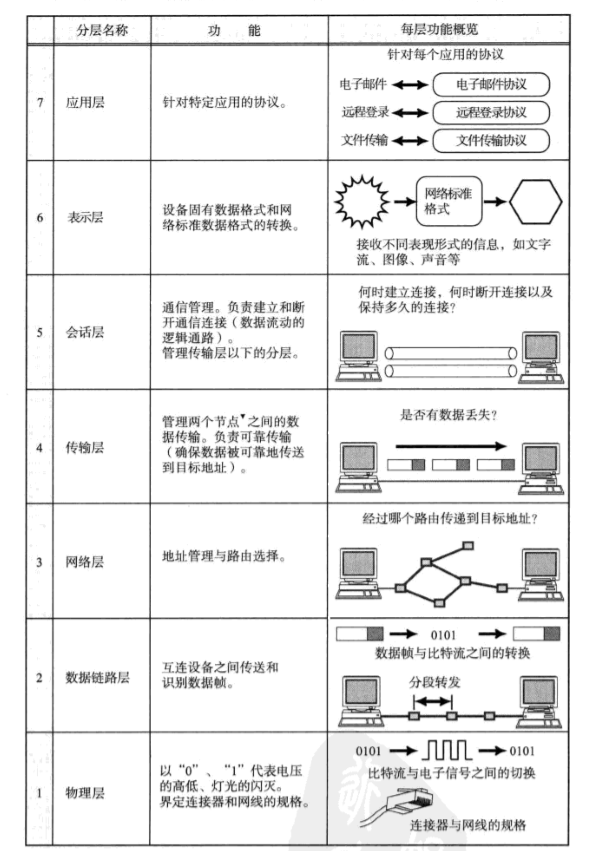 分层名称 功 能 每层功能概览
7 应用层 针对特定应用的协议。
针对每个应用的协议
电子邮件 电子邮件协议
远程登录 远程登录协议
文件传输 文件传输协议
6 表示层
设备固有数据格式和网
络标准数据格式的转换。
网络标准
格式
接收不同表现形式的信息，如文字
流、图像、声音等
5 会话层
通信管理。负责建立和断
开通信连接（数据流动的
逻辑通路）。
管理传输层以下的分层。
何时建立连接，何时断开连接以及
保持多久的连接？
4 传输层
管理两个节点▼之间的数
据传输。负责可靠传输
（确保数据被可靠地传送
到目标地址）。
是否有数据丢失？
3 网络层 地址管理与路由选择。
经过哪个路由传递到目标地址？
2 数据链路层
互连设备之间传送和
识别数据帧。
0101
数据帧与比特流之间的转换
分段转发
1 物理层
以“0”、“1”代表电压
的高低、灯光的闪灭。
界定连接器和网线的规格。
0101 0101
比特流与电子信号之间的切换
连接器与网线的规格